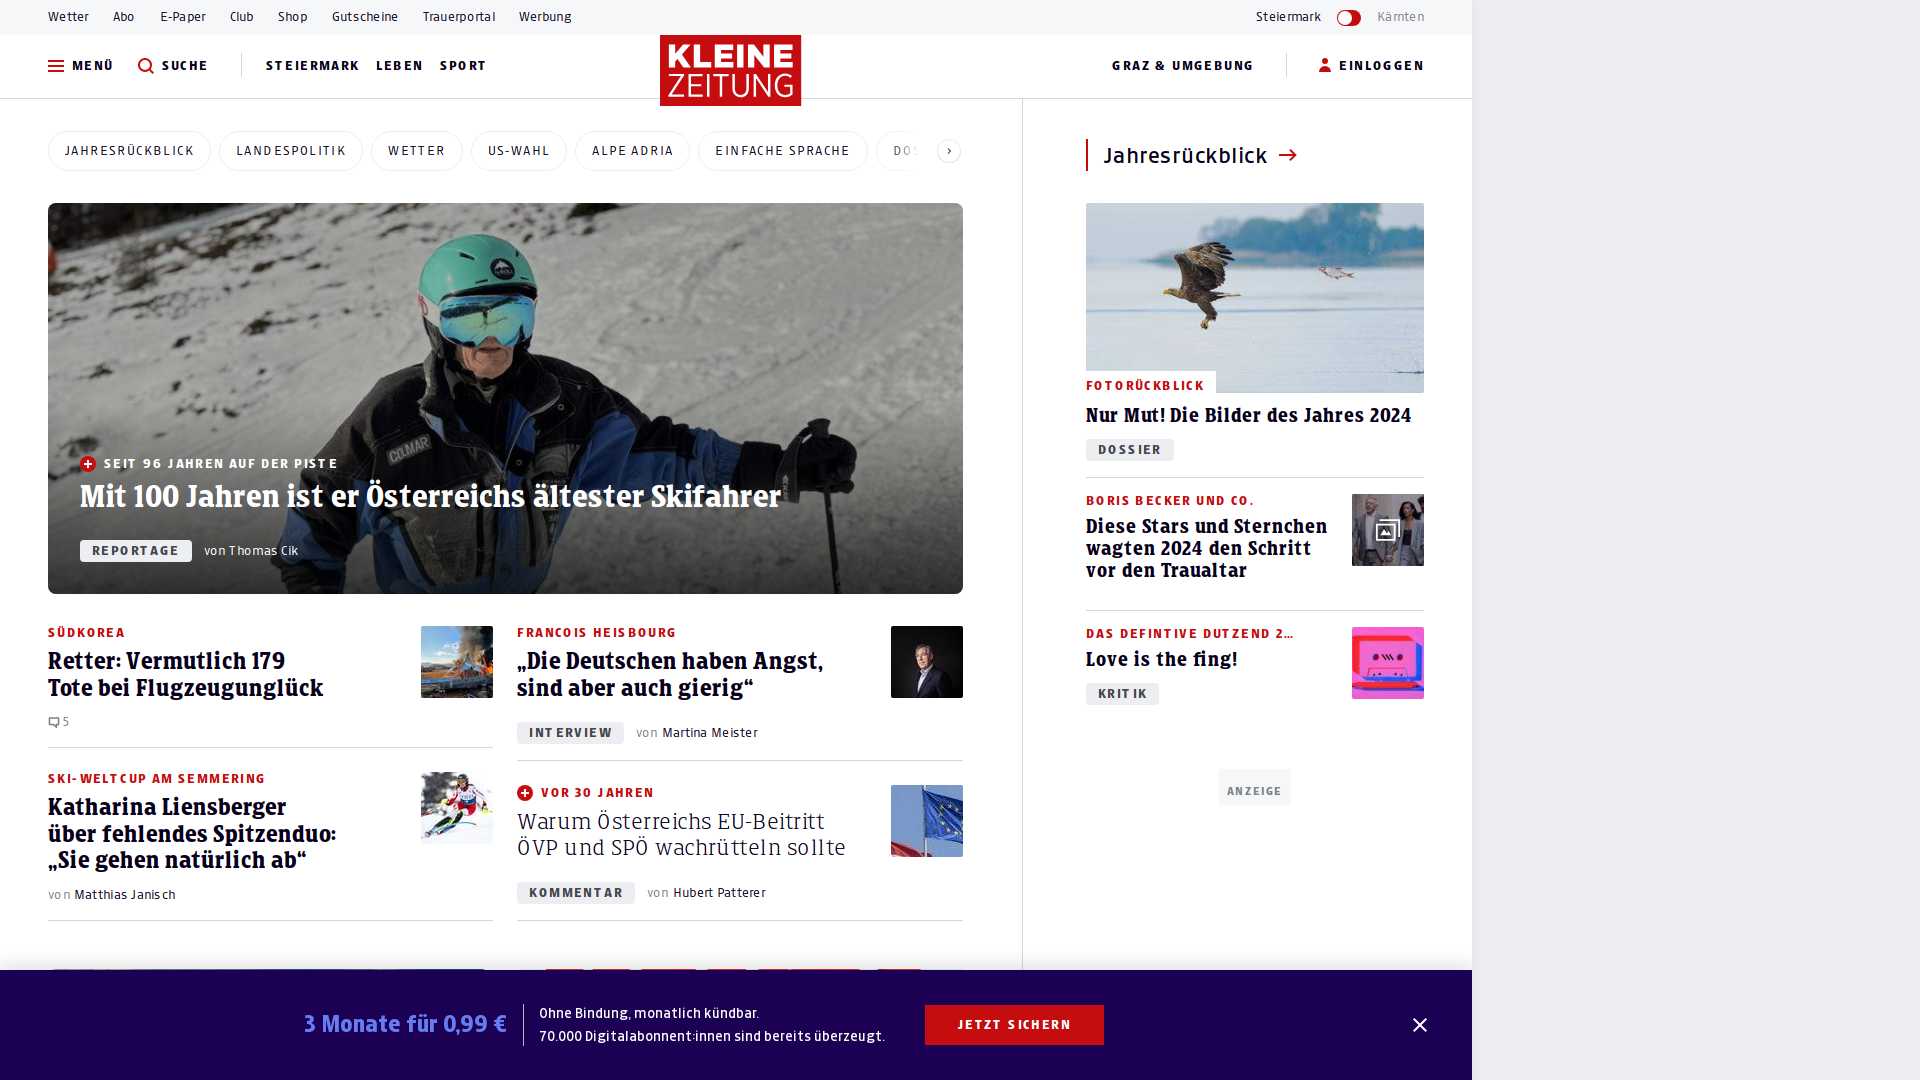 Wetter Abo E-Paper Club Shop Gutscheine Trauerportal Werbung
Steiermark Kärnten
MENÜ SUCHE STEIERMARK LEBEN SPORT
KLEINE
ZEITUNG
GRAZ & UMGEBUNG EINLOGGEN
JAHRESRÜCKBLICK LANDESPOLITIK WETTER US-WAHL ALPE ADRIA EINFACHE SPRACHE
COLMAR
SEIT 96 JAHREN AUF DER PISTE
Mit 100 Jahren ist er Österreichs ältester Skifahrer
REPORTAGE von Thomas Cik
SÜDKOREA
Retter: Vermutlich 179
Tote bei Flugzeugunglück
5
SKI-WELTCUP AM SEMMERING
Katharina Liensberger
über fehlendes Spitzenduo:
„Sie gehen natürlich ab“
von Matthias Janisch
FRANCOIS HEISBOURG
„Die Deutschen haben Angst,
sind aber auch gierig“
INTERVIEW von Martina Meister
VOR 30 JAHREN
Warum Österreichs EU-Beitritt
ÖVP und SPÖ wachrütteln sollte
KOMMENTAR von Hubert Patterer
Jahresrückblick
FOTORÜCKBLICK
Nur Mut! Die Bilder des Jahres 2024
DOSSIER
BORIS BECKER UND CO.
Diese Stars und Sternchen
wagten 2024 den Schritt
vor den Traualtar
DAS DEFINTIVE DUTZEND 2…
Love is the fing!
KRITIK
ANZEIGE
3 Monate für 0,99 €
Ohne Bindung, monatlich kündbar.
70.000 Digitalabonnent:innen sind bereits überzeugt.
JETZT SICHERN